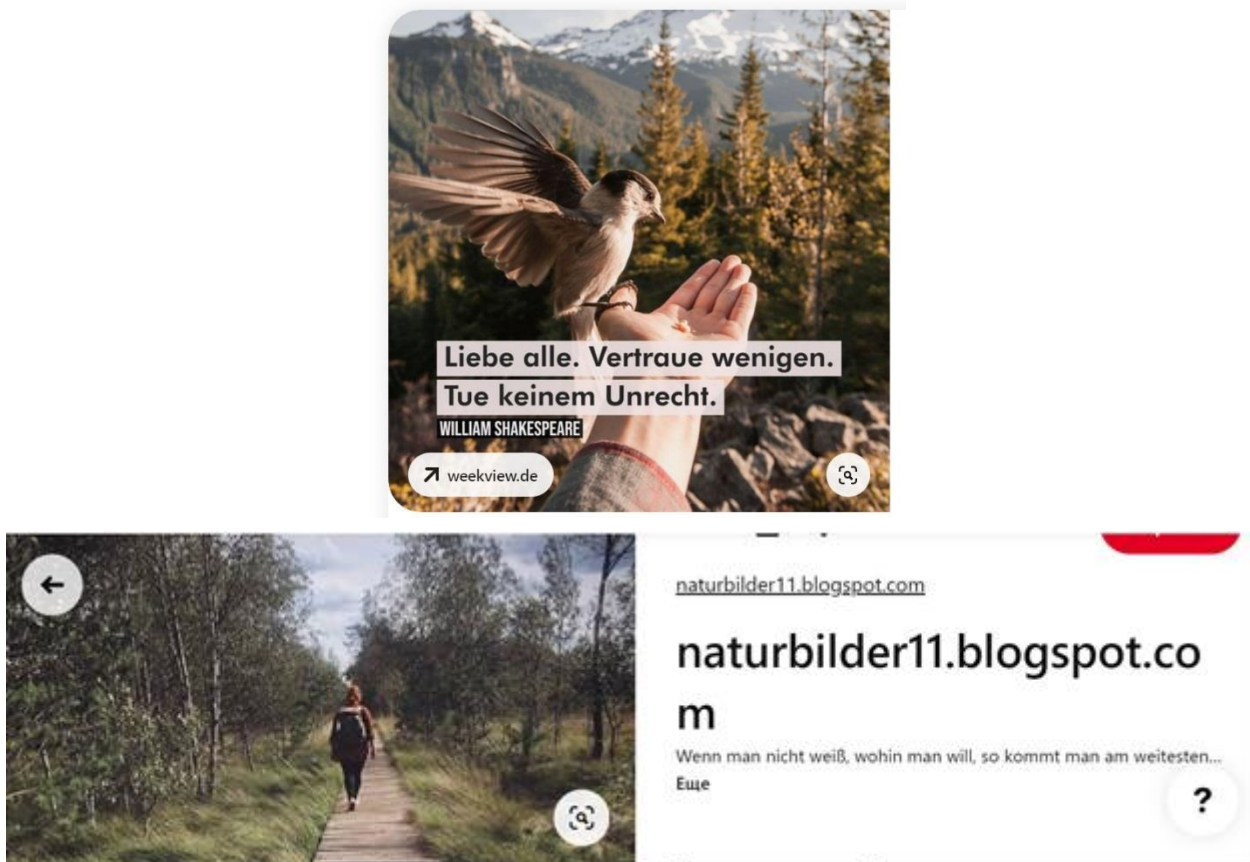 Liebe alle. Vertraue wenigen.
Tue keinem Unrecht.
WILLIAM SHAKESPEARE
weekview.de
naturbilder11.blogspot.com
naturbilder11.blogspot.co
m
Wenn man nicht weiß, wohin man will, so kommt man am weitesten...
Еще
?